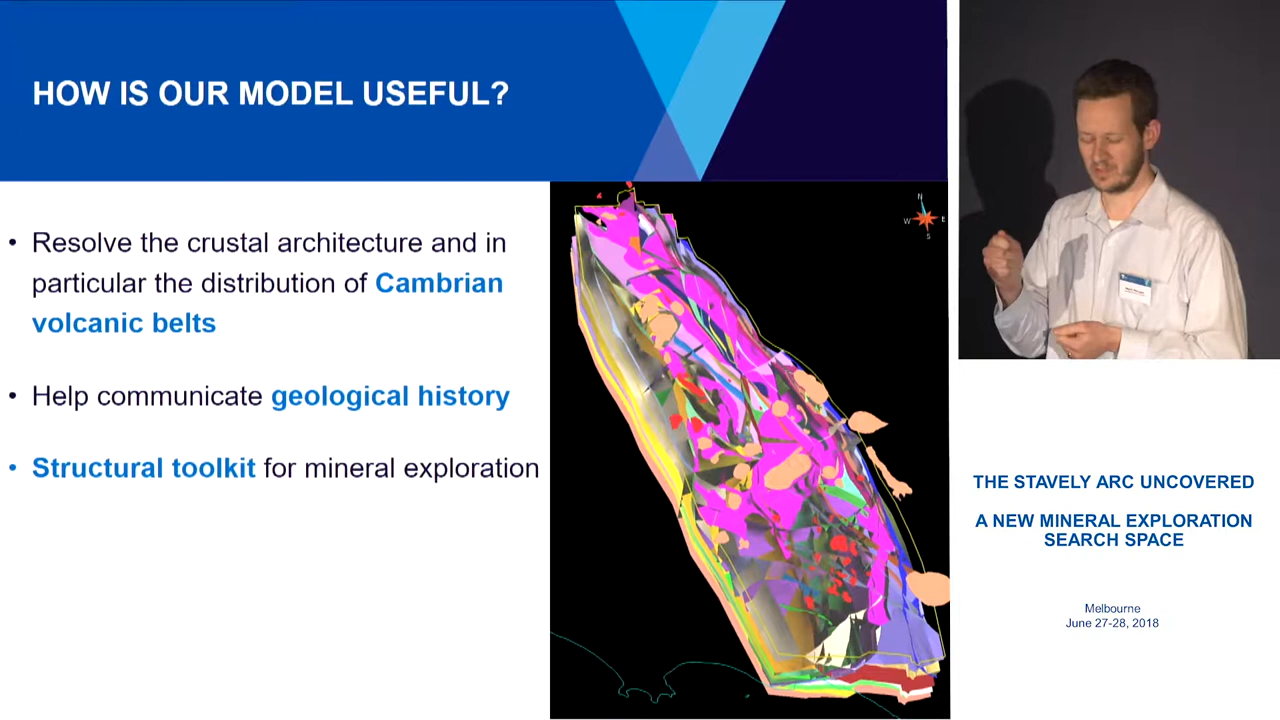 HOW IS OUR MODEL USEFUL?
• Resolve the crustal architecture and in
particular the distribution of Cambrian
volcanic belts
• Help communicate geological history
• Structural toolkit for mineral exploration
N
W
E
S
THE STAVELY ARC UNCOVERED
A NEW MINERAL EXPLORATION
SEARCH SPACE
Melbourne
June 27-28, 2018